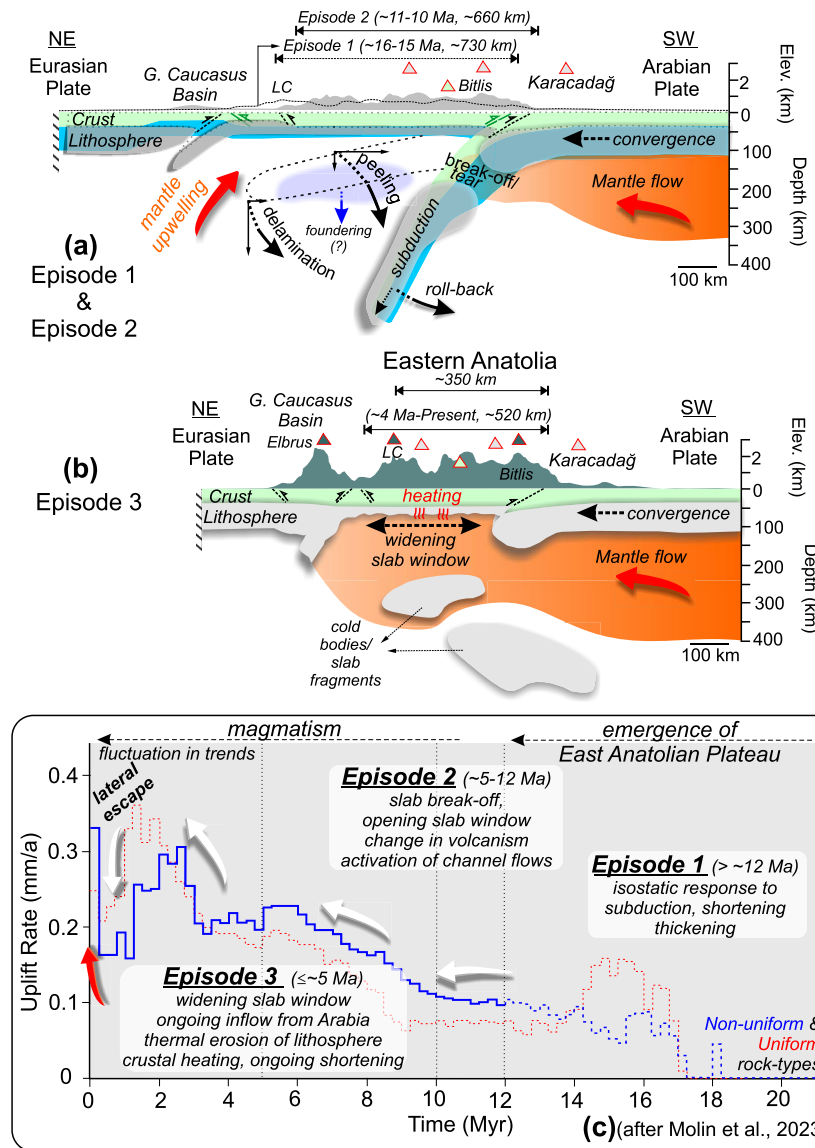 Episode 2 (~11-10 Ma, ~660 km)
NE
Episode 1 (~16-15 Ma, ~730 km)
SW
Eurasian
Plate
G. Caucasus
Basin
LC
Bitlis
Karacadağ
Arabian
Plate
Elev.
(km)
2
0
Crust
Lithosphere
convergence
100
200
300
400
Depth (km)
break-off/
tear
peeling
mantle
upwelling
delamination
foundering
(?)
subduction
roll-back
Mantle flow
100 km
(a)
Episode 1
&
Episode 2
Eastern Anatolia
~350 km
NE
G. Caucasus
Basin
(~4 Ma-Present, ~520 km)
SW
Eurasian
Plate
Elbrus
LC
Bitlis
Karacadağ
Arabian
Plate
Elev.
(km)
2
0
(b)
Episode 3
Crust
heating
Lithosphere
convergence
widening
slab window
Mantle flow
100
200
300
400
Depth
(km)
cold
bodies/
slab
fragments
100 km
magmatism
emergence of
East Anatolian Plateau
fluctuation in trends
lateral
escape
Episode 2 (~5-12 Ma)
slab break-off,
opening slab window
change in volcanism
activation of channel flows
Episode 1 (> ~12 Ma)
isostatic response to
subduction, shortening
thickening
Episode 3 (≤~5 Ma)
widening slab window
ongoing inflow from Arabia
thermal erosion of lithosphere
crustal heating, ongoing shortening
Non-uniform &
Uniform
rock-types
Uplift Rate (mm/a)
0.4
0.3
0.2
0.1
0
0 2 4 6 8 10 12 14 16 18 20
Time (Myr)
(c) (after Molin et al., 2023